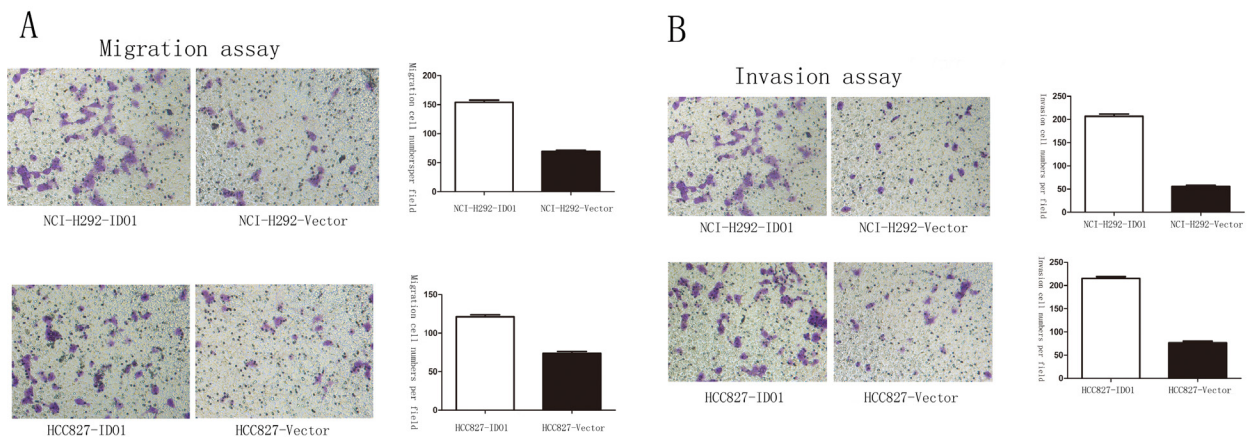 A
Migration assay
NCI-H292-IDO1
NCI-H292-Vector
Migration cell numbersper field
200
150
100
50
0
NCI-H292-IDO1
NCI-H292-Vector
HCC827-IDO1
HCC827-Vector
Migration cell numbers per field
150
100
50
0
HCC827-IDO1
HCC827-Vector
B
Invasion assay
NCI-H292-IDO1
NCI-H292-Vector
Invasion cell numbers per field
250
200
150
100
50
0
NCI-H292-IDO1
NCI-H292-Vector
HCC827-IDO1
HCC827-Vector
Invasion cell numbers per field
250
200
150
100
50
0
HCC827-IDO1
HCC827-Vector